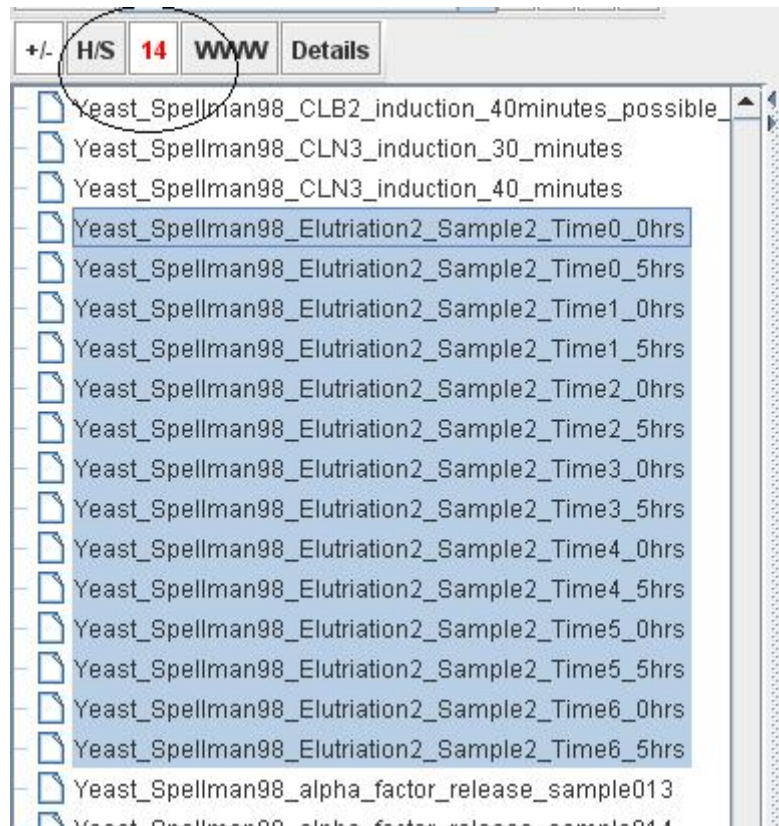 +/- H/S 14 WWW Details
Yeast_Spellman98_CLB2_induction_40minutes_possible_
Yeast_Spellman98_CLN3_induction_30_minutes
Yeast_Spellman98_CLN3_induction_40_minutes
Yeast_Spellman98_Elutriation2_Sample2_Time0_0hrs
Yeast_Spellman98_Elutriation2_Sample2_Time0_5hrs
Yeast_Spellman98_Elutriation2_Sample2_Time1_0hrs
Yeast_Spellman98_Elutriation2_Sample2_Time1_5hrs
Yeast_Spellman98_Elutriation2_Sample2_Time2_0hrs
Yeast_Spellman98_Elutriation2_Sample2_Time2_5hrs
Yeast_Spellman98_Elutriation2_Sample2_Time3_0hrs
Yeast_Spellman98_Elutriation2_Sample2_Time3_5hrs
Yeast_Spellman98_Elutriation2_Sample2_Time4_0hrs
Yeast_Spellman98_Elutriation2_Sample2_Time4_5hrs
Yeast_Spellman98_Elutriation2_Sample2_Time5_0hrs
Yeast_Spellman98_Elutriation2_Sample2_Time5_5hrs
Yeast_Spellman98_Elutriation2_Sample2_Time6_0hrs
Yeast_Spellman98_Elutriation2_Sample2_Time6_5hrs
Yeast_Spellman98_alpha_factor_release_sample013
Yeast_Spellman98_alpha_factor_release_sample014